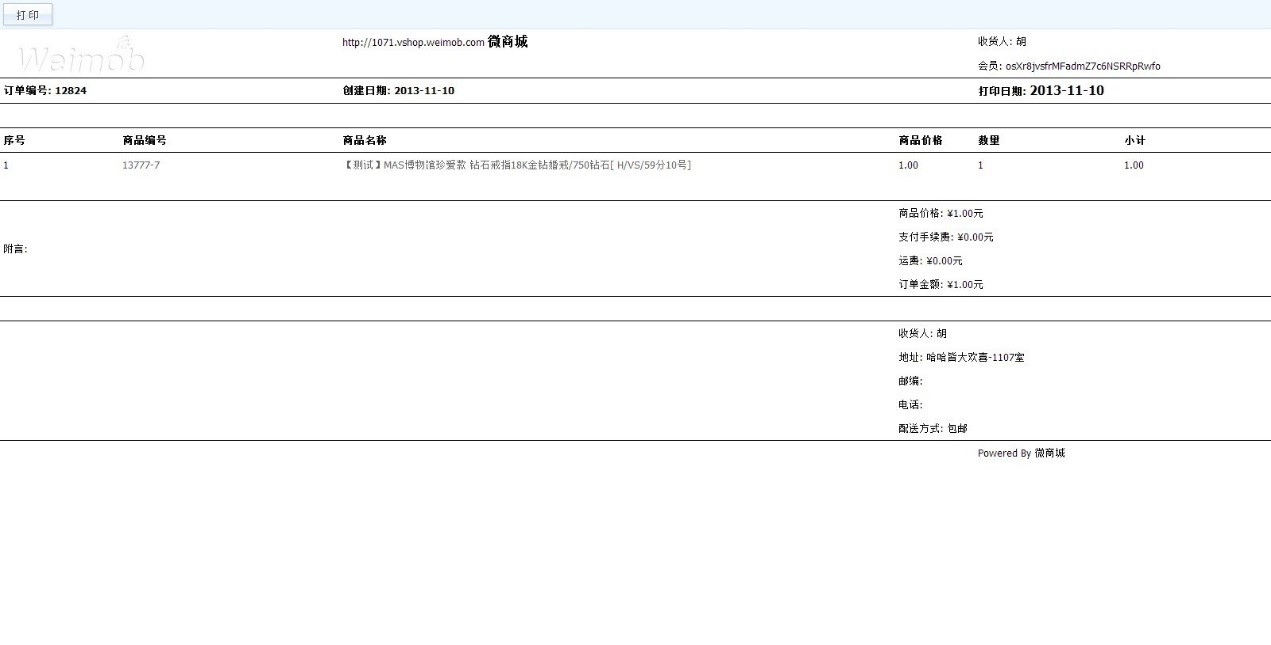 打印
Weimob
http://1071.vshop.weimob.com 微商城
收货人: 胡
会员: osXr8jvsfrMFadmZ7c6NSRRpRwfo
订单编号: 12824 创建日期: 2013-11-10 打印日期: 2013-11-10
序号 商品编号 商品名称 商品价格 数量 小计
1 13777-7 【测试】MAS博物馆珍爱款 钻石戒指18K金钻婚戒/750钻石[ H/VS/59分10号] 1.00 1 1.00
附言:
商品价格: ¥1.00元
支付手续费: ¥0.00元
运费: ¥0.00元
订单金额: ¥1.00元
收货人: 胡
地址: 哈哈皆大欢喜-1107室
邮编:
电话:
配送方式: 包邮
Powered By 微商城